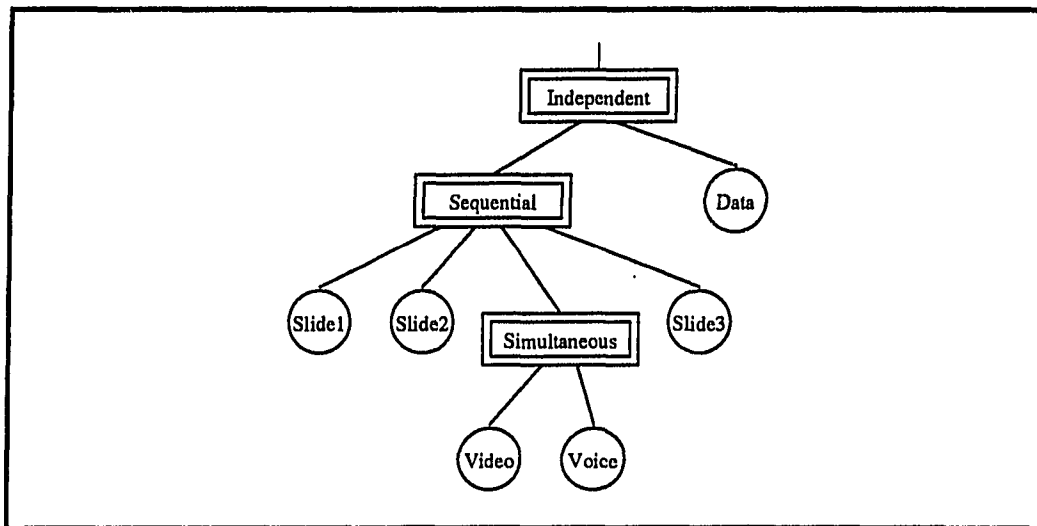 Independent
Sequential
Data
Slide1
Slide2
Slide3
Simultaneous
Video
Voice